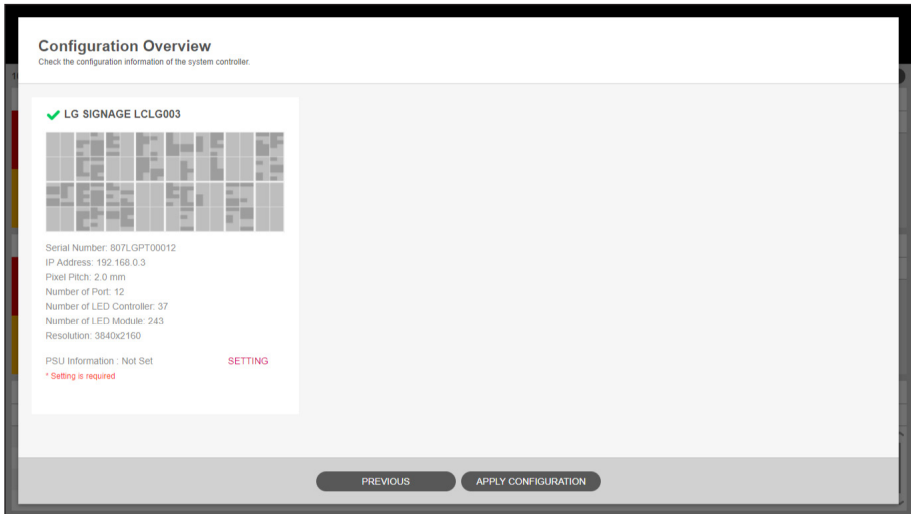 Configuration Overview
Check the configuration information of the system controller.
LG SIGNAGE LCLG003
Serial Number: 807LGPT00012
IP Address: 192.168.0.3
Pixel Pitch: 2.0 mm
Number of Port: 12
Number of LED Controller: 37
Number of LED Module: 243
Resolution: 3840x2160
PSU Information : Not Set SETTING
* Setting is required
PREVIOUS APPLY CONFIGURATION